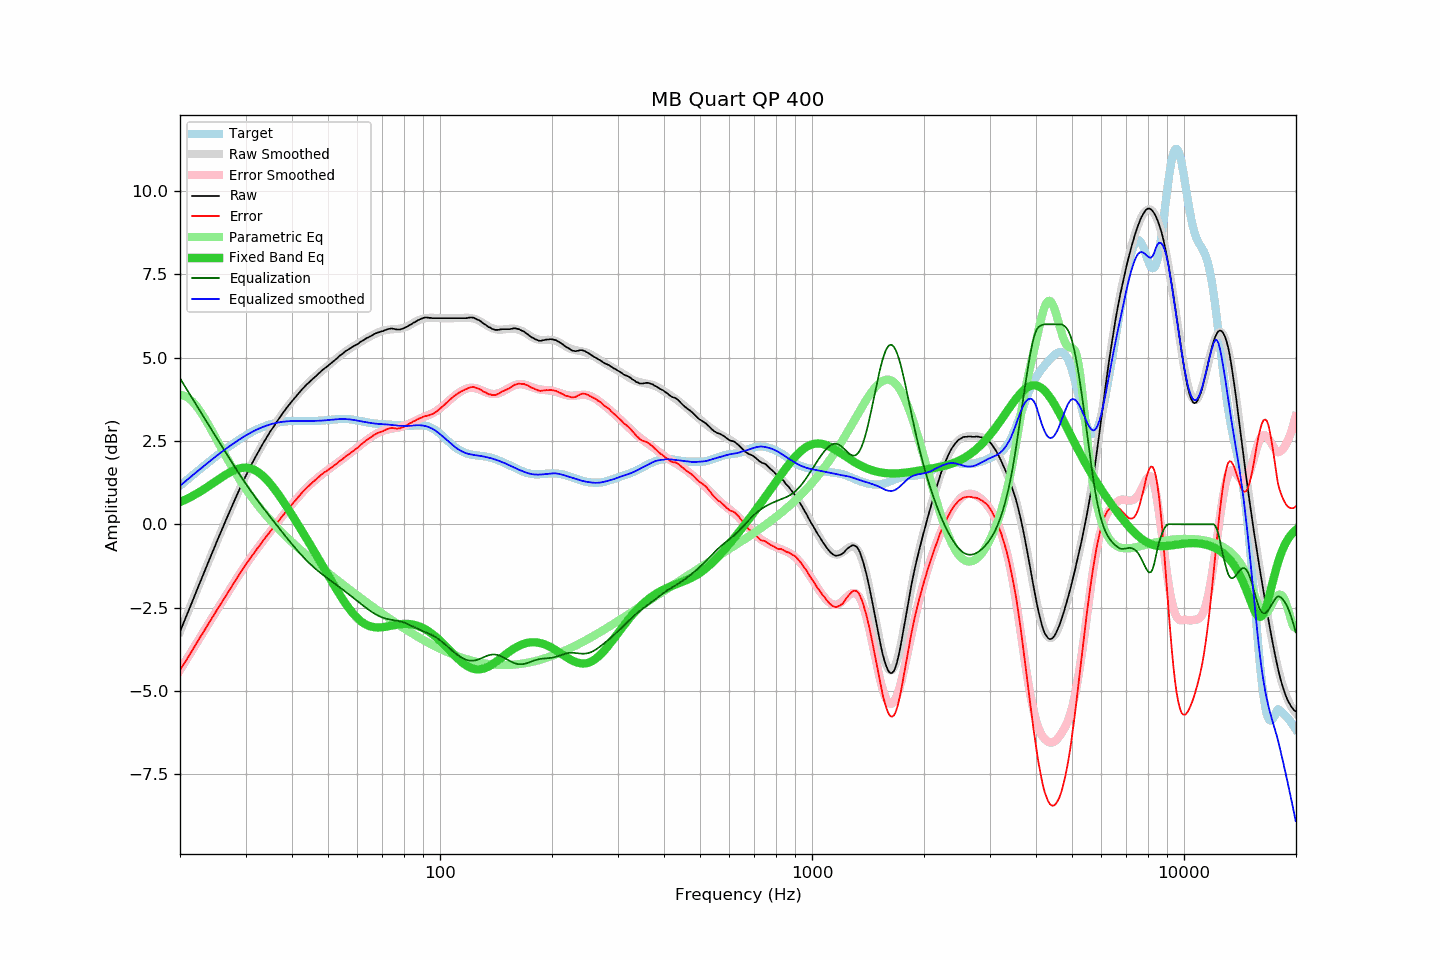 MB Quart QP 400
Target
Raw Smoothed
Error Smoothed
Raw
Error
Parametric Eq
Fixed Band Eq
Equalization
Equalized smoothed
10.0
7.5
5.0
2.5
0.0
−2.5
−5.0
−7.5
Amplitude (dBr)
100
1000
10000
Frequency (Hz)